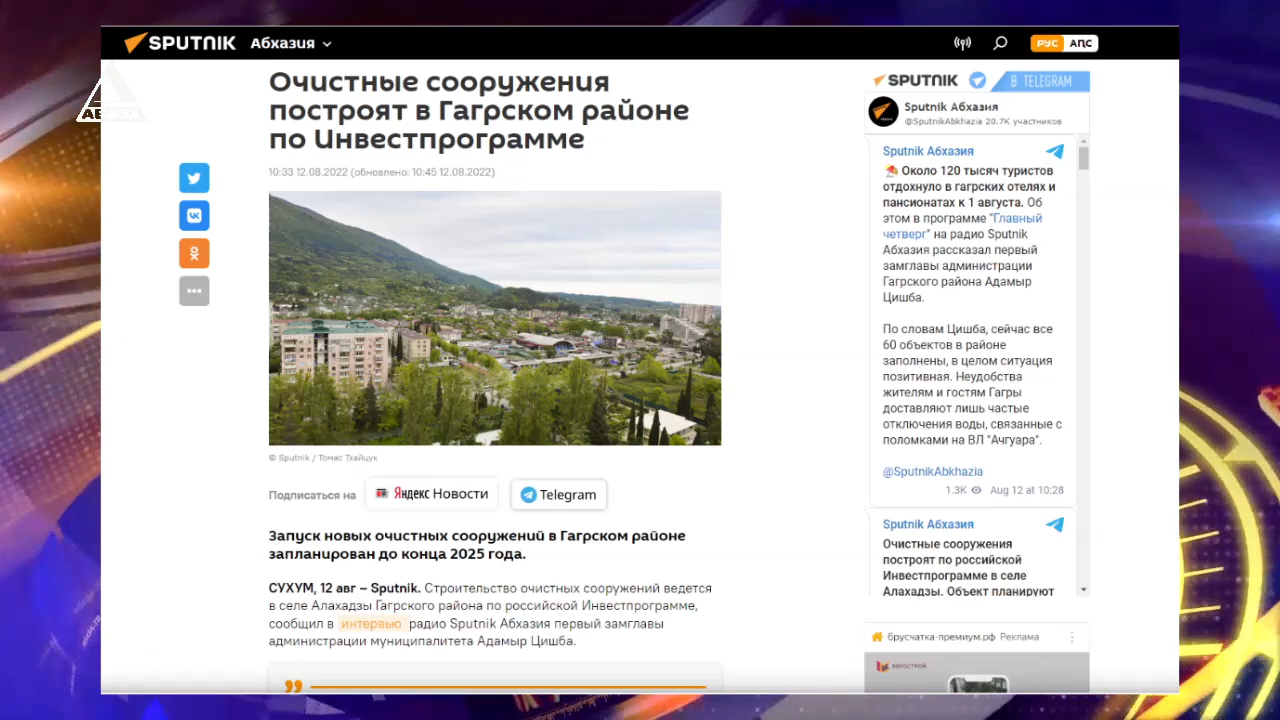 SPUTNIK Абхазия
РУС АԤС
АБАЗА
Очистные сооружения
построят в Гагрском районе
по Инвестпрограмме
10:33 12.08.2022 (обновлено: 10:45 12.08.2022)
© Sputnik / Томас Тхайцук
Подписаться на Яндекс Новости Telegram
Запуск новых очистных сооружений в Гагрском районе
запланирован до конца 2025 года.
СУХУМ, 12 авг – Sputnik. Строительство очистных сооружений ведется
в селе Алахадзы Гагрского района по российской Инвестпрограмме,
сообщил в интервью радио Sputnik Абхазия первый замглавы
администрации муниципалитета Адамыр Цишба.
SPUTNIK В TELEGRAM
Sputnik Абхазия
@SputnikAbkhazia 20.7K участников
Sputnik Абхазия
Около 120 тысяч туристов
отдохнуло в гагрских отелях и
пансионатах к 1 августа. Об
этом в программе "Главный
четверг" на радио Sputnik
Абхазия рассказал первый
замглавы администрации
Гагрского района Адамыр
Цишба.
По словам Цишба, сейчас все
60 объектов в районе
заполнены, в целом ситуация
позитивная. Неудобства
жителям и гостям Гагры
доставляют лишь частые
отключения воды, связанные с
поломками на ВЛ "Ачгуара".
@SputnikAbkhazia
1.3K Aug 12 at 10:28
Sputnik Абхазия
Очистные сооружения
построят по российской
Инвестпрограмме в селе
Алахадзы. Объект планируют
брусчатка-премиум.рф Реклама
ЕВРОСТРОЙ